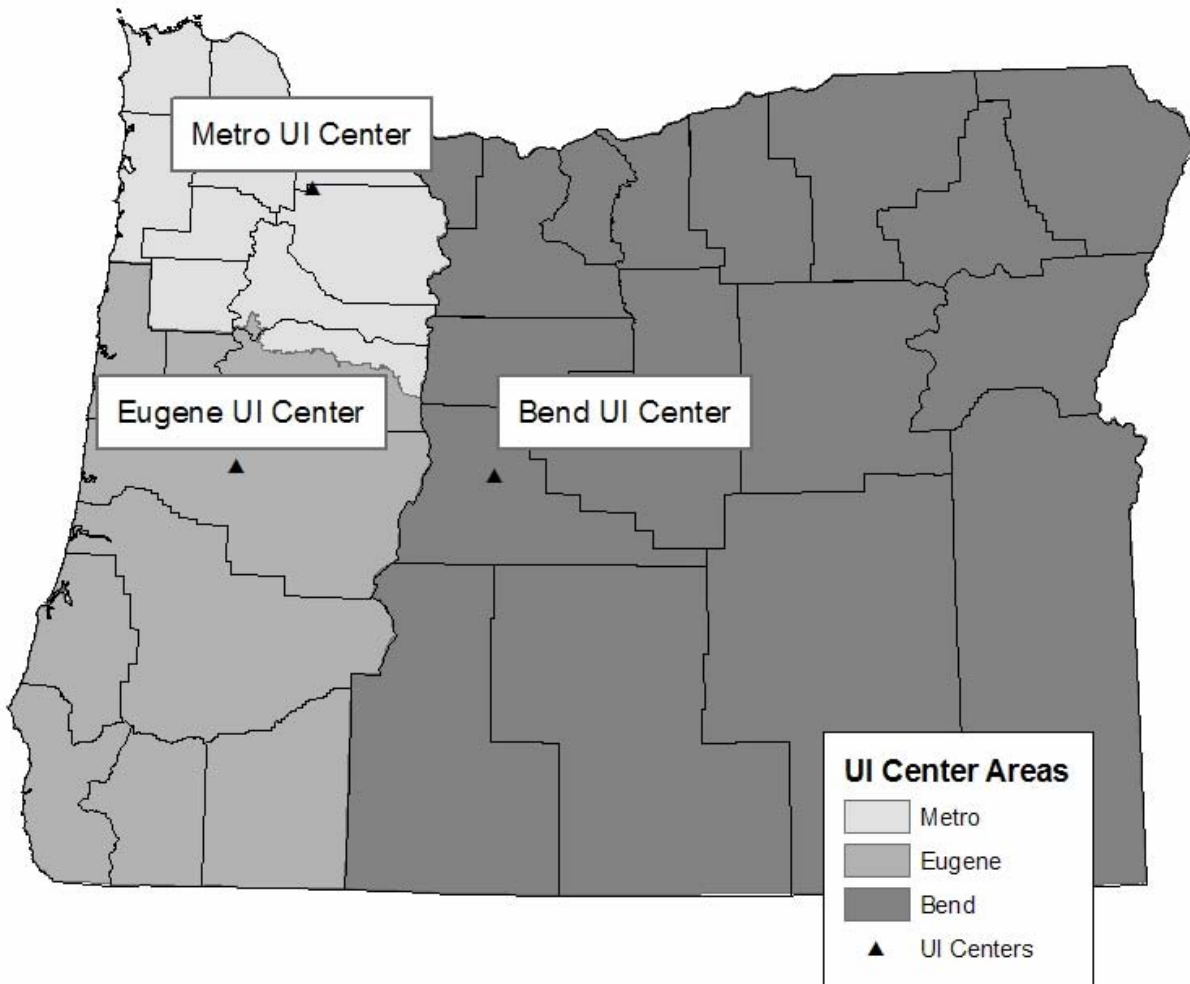 Metro UI Center
Eugene UI Center
Bend UI Center
UI Center Areas
Metro
Eugene
Bend
UI Centers